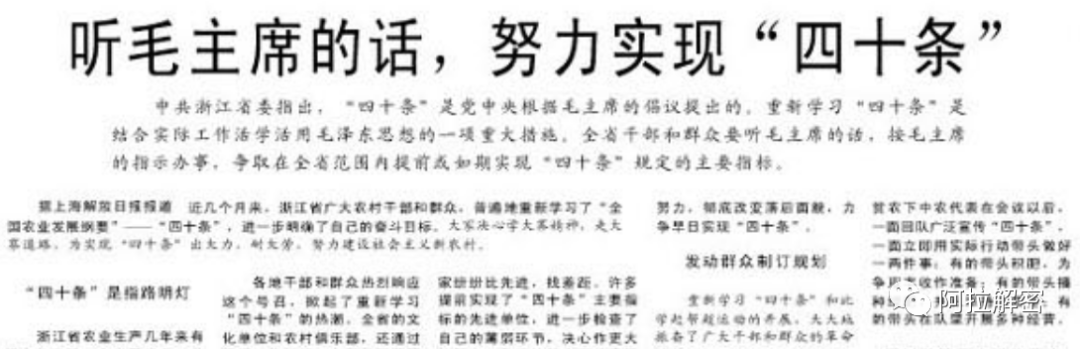 听毛主席的话，努力实现“四十条”
中共浙江省委指出，“四十条”是党中央根据毛主席的倡议提出的。重新学习“四十条”是
结合实际工作活学活用毛泽东思想的一项重大措施。全省干部和群众要听毛主席的话，按毛主席
的指示办事，争取在全省范围内提前或如期实现“四十条”规定的主要指标。
据上海解放日报报道 近几个月来，浙江省广大农村干部和群众，普遍地重新学习了“全
国农业发展纲要”——“四十条”，进一步明确了自己的奋斗目标。大家决心学大寨精神，走大
寨道路，为实现“四十条”出大力，耐大劳，努力建设社会主义新农村。
“四十条”是指路明灯
浙江省农业生产几年来有
各地干部和群众热烈响应
这个号召，掀起了重新学习
“四十条”的热潮。全省的文
化单位和农村俱乐部，还通过
家纷纷比先进，找差距。许多
提前实现了“四十条”主要指
标的先进单位，进一步检查了
自己的薄弱环节，决心作更大
努力，彻底改变落后面貌，力
争早日实现“四十条”。
发动群众制订规划
重新学习“四十条”和比
学赶帮超运动的开展，大大地
振奋了广大干部和群众的革命
贫农下中农代表在会议以后，
一面回队广泛宣传“四十条”，
一面立即用实际行动带头做好
一两件事：有的带头积肥，为
争取 收作准备；有的带头播
种
的带头在队里开展多种经营，
阿拉解密